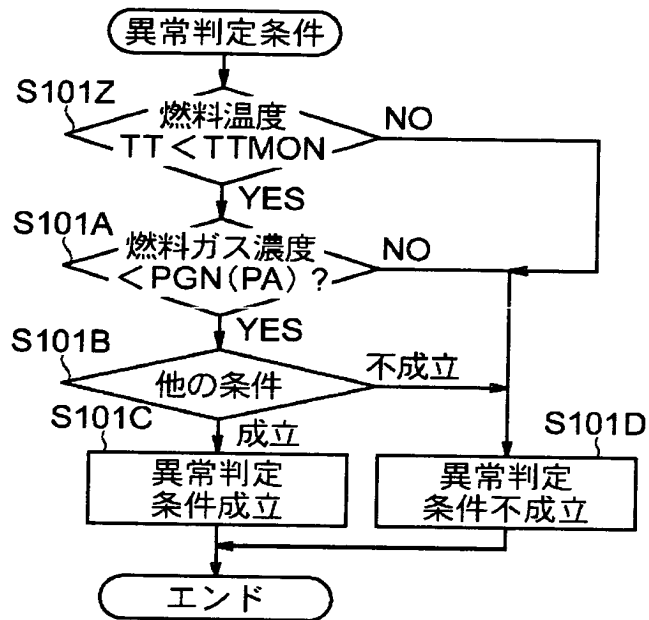 異常判定条件
S101Z
燃料温度
TT<TTMON
NO
YES
S101A
燃料ガス濃度
<PGN(PA)?
NO
YES
S101B
他の条件
不成立
成立
S101C
異常判定
条件成立
S101D
異常判定
条件不成立
エンド